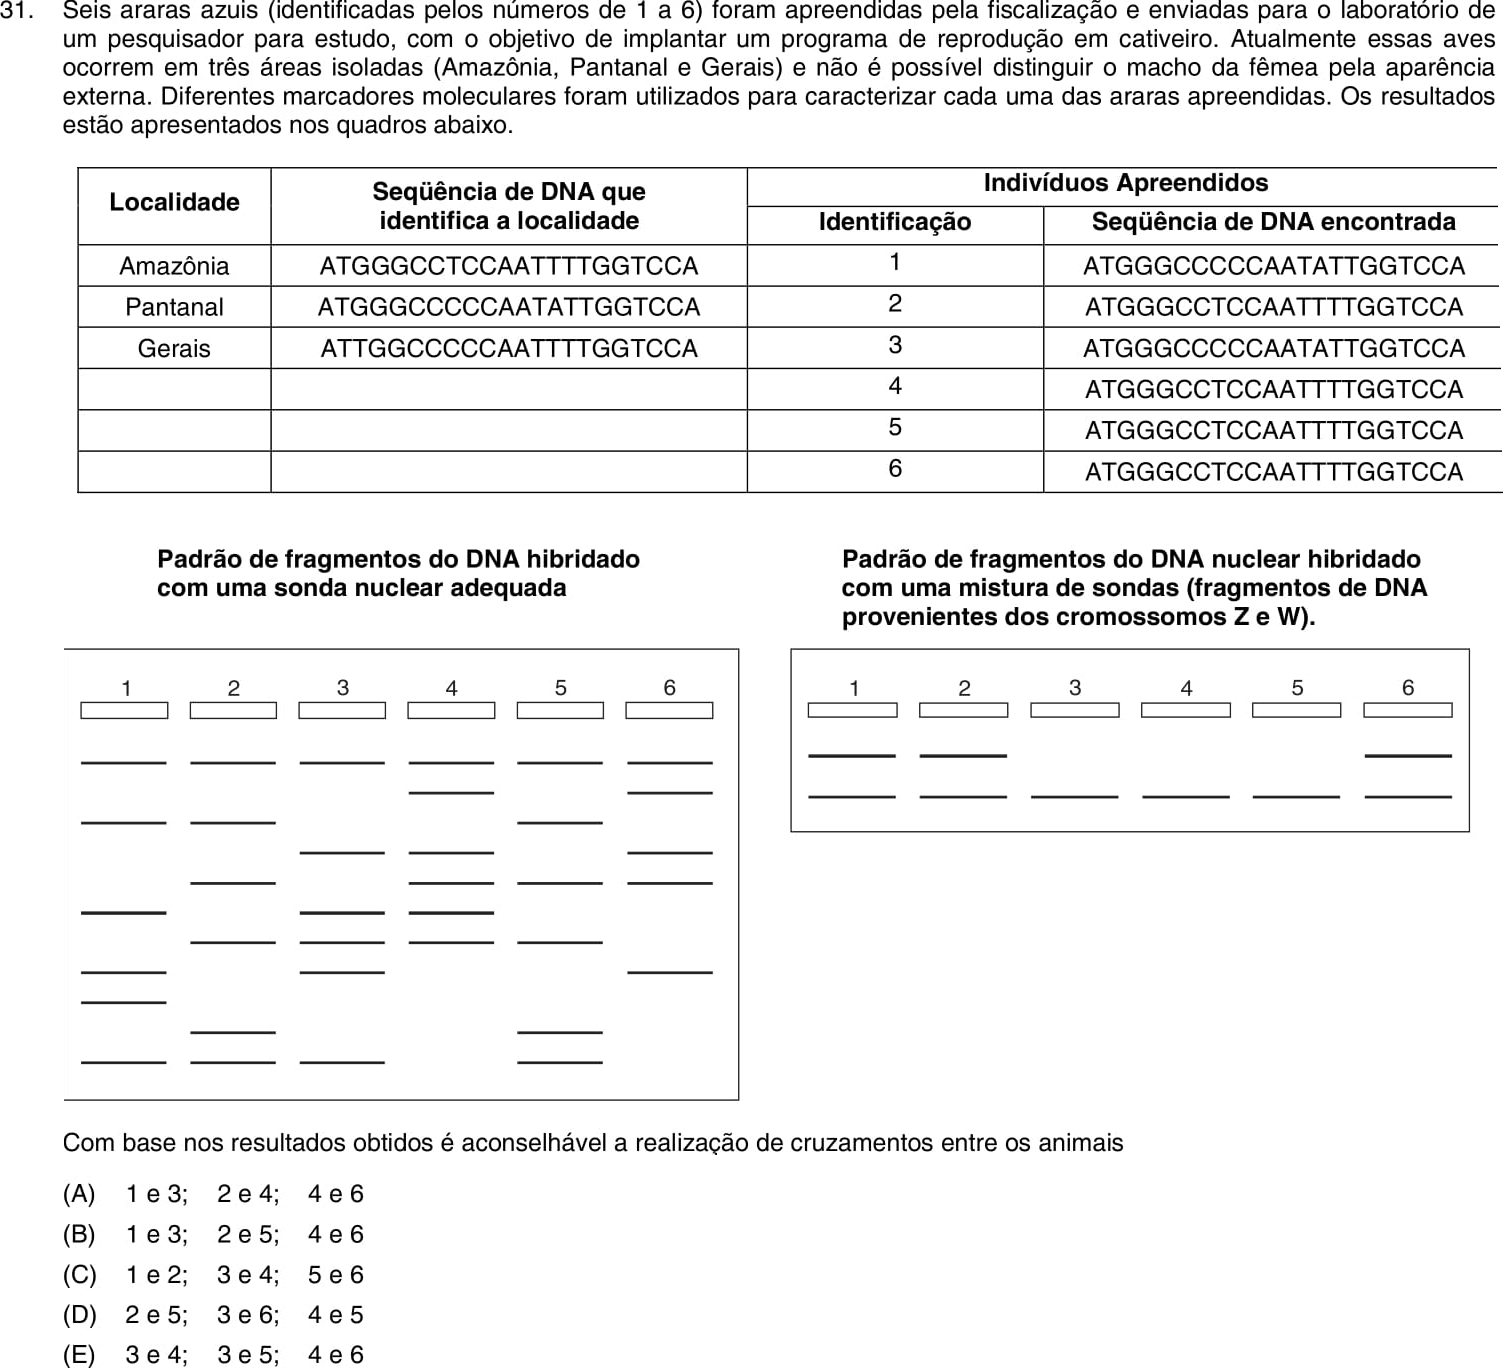 31. Seis araras azuis (identificadas pelos números de 1 a 6) foram apreendidas pela fiscalização e enviadas para o laboratório de
um pesquisador para estudo, com o objetivo de implantar um programa de reprodução em cativeiro. Atualmente essas aves
ocorrem em três áreas isoladas (Amazônia, Pantanal e Gerais) e não é possível distinguir o macho da fêmea pela aparência
externa. Diferentes marcadores moleculares foram utilizados para caracterizar cada uma das araras apreendidas. Os resultados
estão apresentados nos quadros abaixo.
Localidade
Seqüência de DNA que
identifica a localidade
Indivíduos Apreendidos
Identificação Seqüência de DNA encontrada
Amazônia ATGGGCCTCCAATTTTGGTCCA 1 ATGGGCCCCCAATATTGGTCCA
Pantanal ATGGGCCCCCAATATTGGTCCA 2 ATGGGCCTCCAATTTTGGTCCA
Gerais ATTGGCCCCCAATTTTGGTCCA 3 ATGGGCCCCCAATATTGGTCCA
4 ATGGGCCTCCAATTTTGGTCCA
5 ATGGGCCTCCAATTTTGGTCCA
6 ATGGGCCTCCAATTTTGGTCCA
Padrão de fragmentos do DNA hibridado
com uma sonda nuclear adequada
1 2 3 4 5 6
Padrão de fragmentos do DNA nuclear hibridado
com uma mistura de sondas (fragmentos de DNA
provenientes dos cromossomos Z e W).
1 2 3 4 5 6
Com base nos resultados obtidos é aconselhável a realização de cruzamentos entre os animais
(A) 1 e 3; 2 e 4; 4 e 6
(B) 1 e 3; 2 e 5; 4 e 6
(C) 1 e 2; 3 e 4; 5 e 6
(D) 2 e 5; 3 e 6; 4 e 5
(E) 3 e 4; 3 e 5; 4 e 6